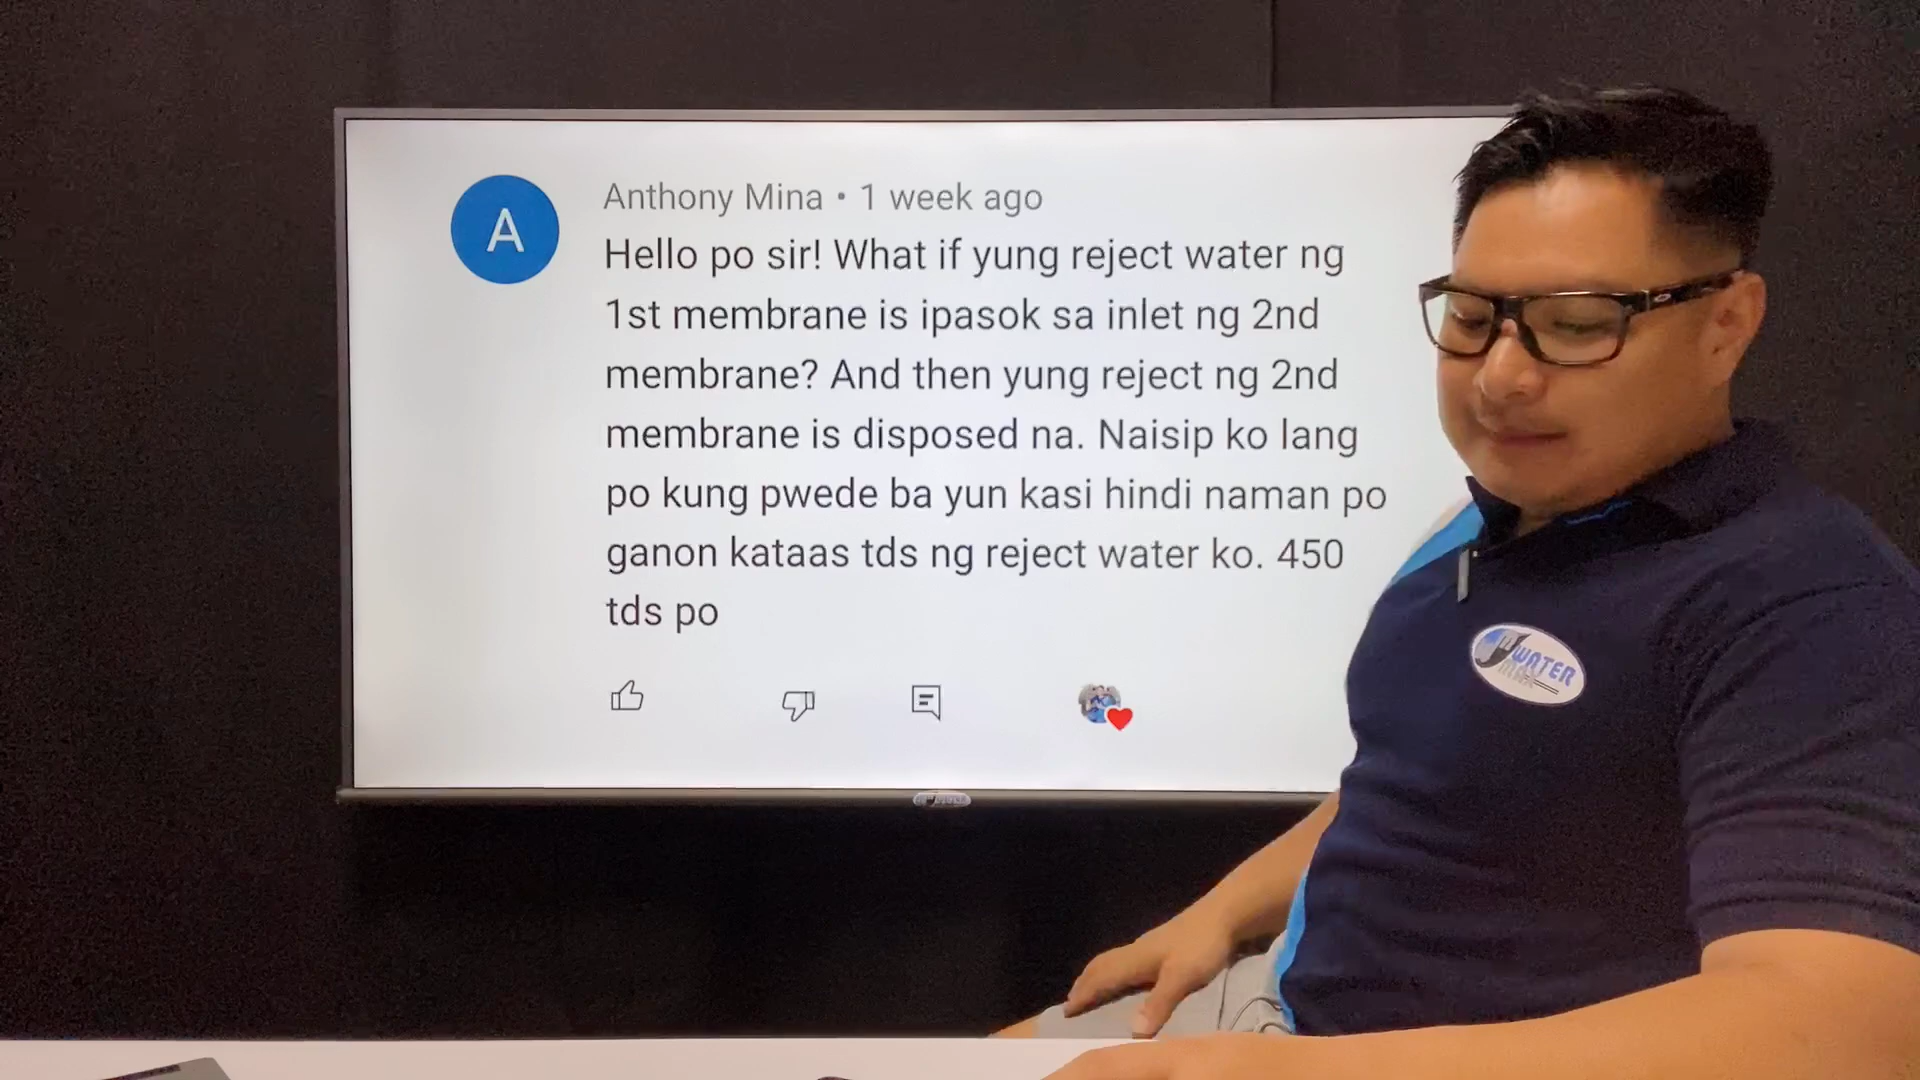 A
Anthony Mina • 1 week ago
Hello po sir! What if yung reject water ng
1st membrane is ipasok sa inlet ng 2nd
membrane? And then yung reject ng 2nd
membrane is disposed na. Naisip ko lang
po kung pwede ba yun kasi hindi naman po
ganon kataas tds ng reject water ko. 450
tds po
WATER